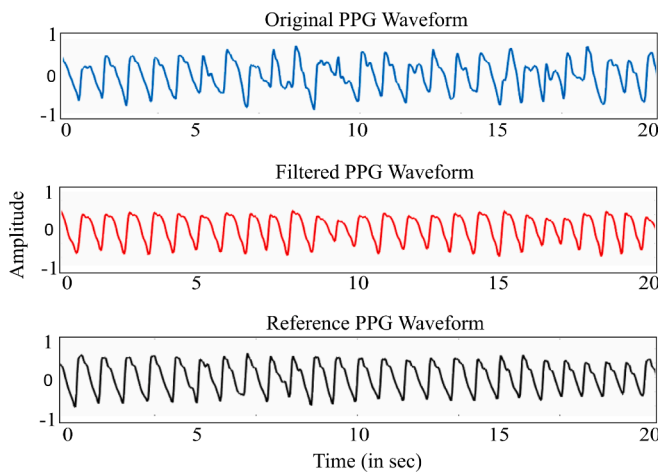 Original PPG Waveform
1
0
-1
0 5 10 15 20
Filtered PPG Waveform
1
0
-1
0 5 10 15 20
Amplitude
Reference PPG Waveform
1
0
-1
0 5 10 15 20
Time (in sec)